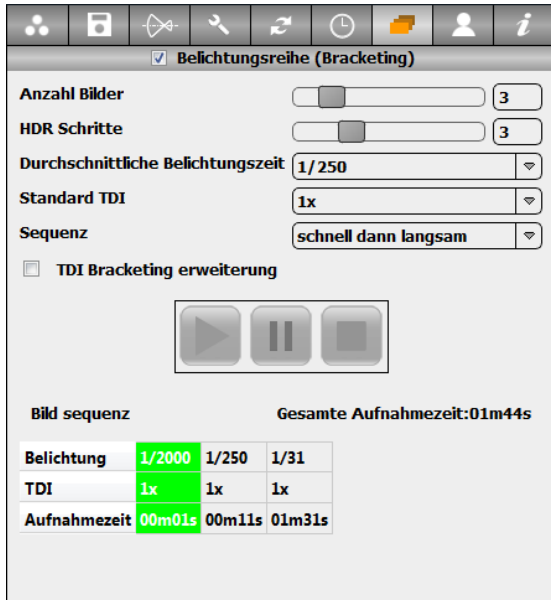 Belichtungsreihe (Bracketing)
Anzahl Bilder 3
HDR Schritte 3
Durchschnittliche Belichtungszeit 1/250
Standard TDI 1x
Sequenz schnell dann langsam
TDI Bracketing erweiterung
Bild sequenz Gesamte Aufnahmezeit:01m44s
Belichtung 1/2000 1/250 1/31
TDI 1x 1x 1x
Aufnahmezeit 00m01s 00m11s 01m31s